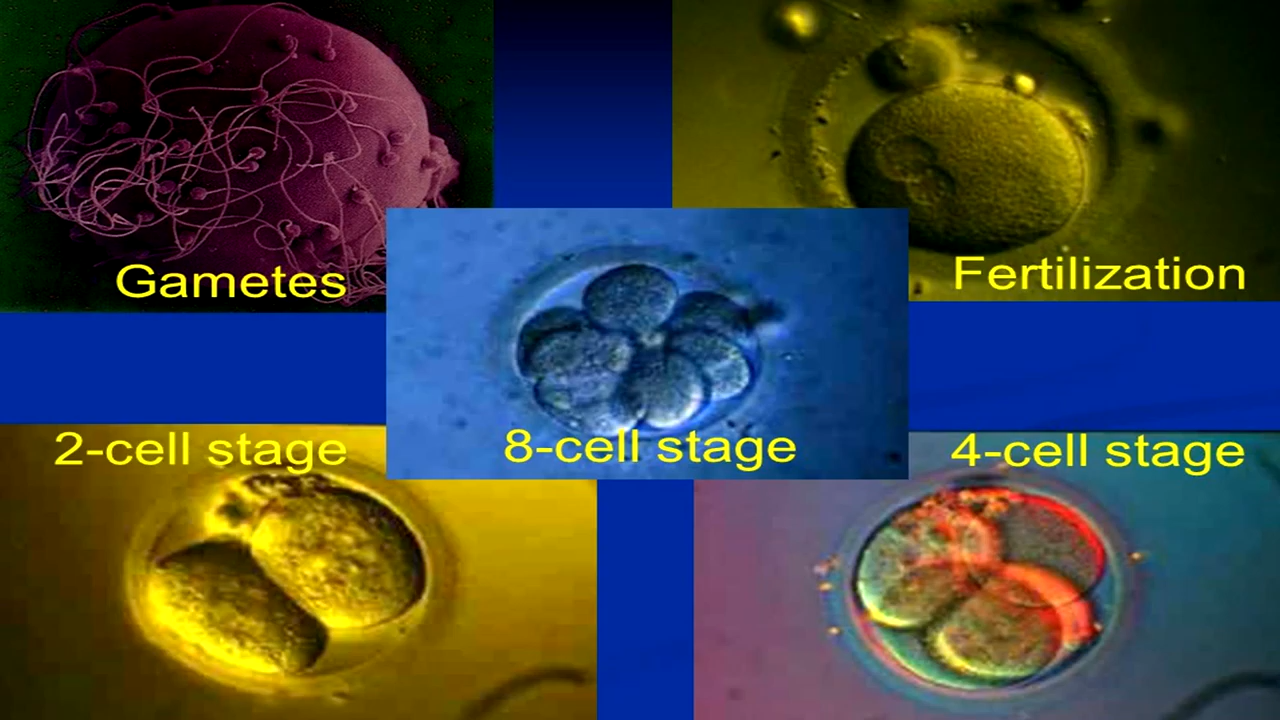 Gametes
Fertilization
2-cell stage
8-cell stage
4-cell stage